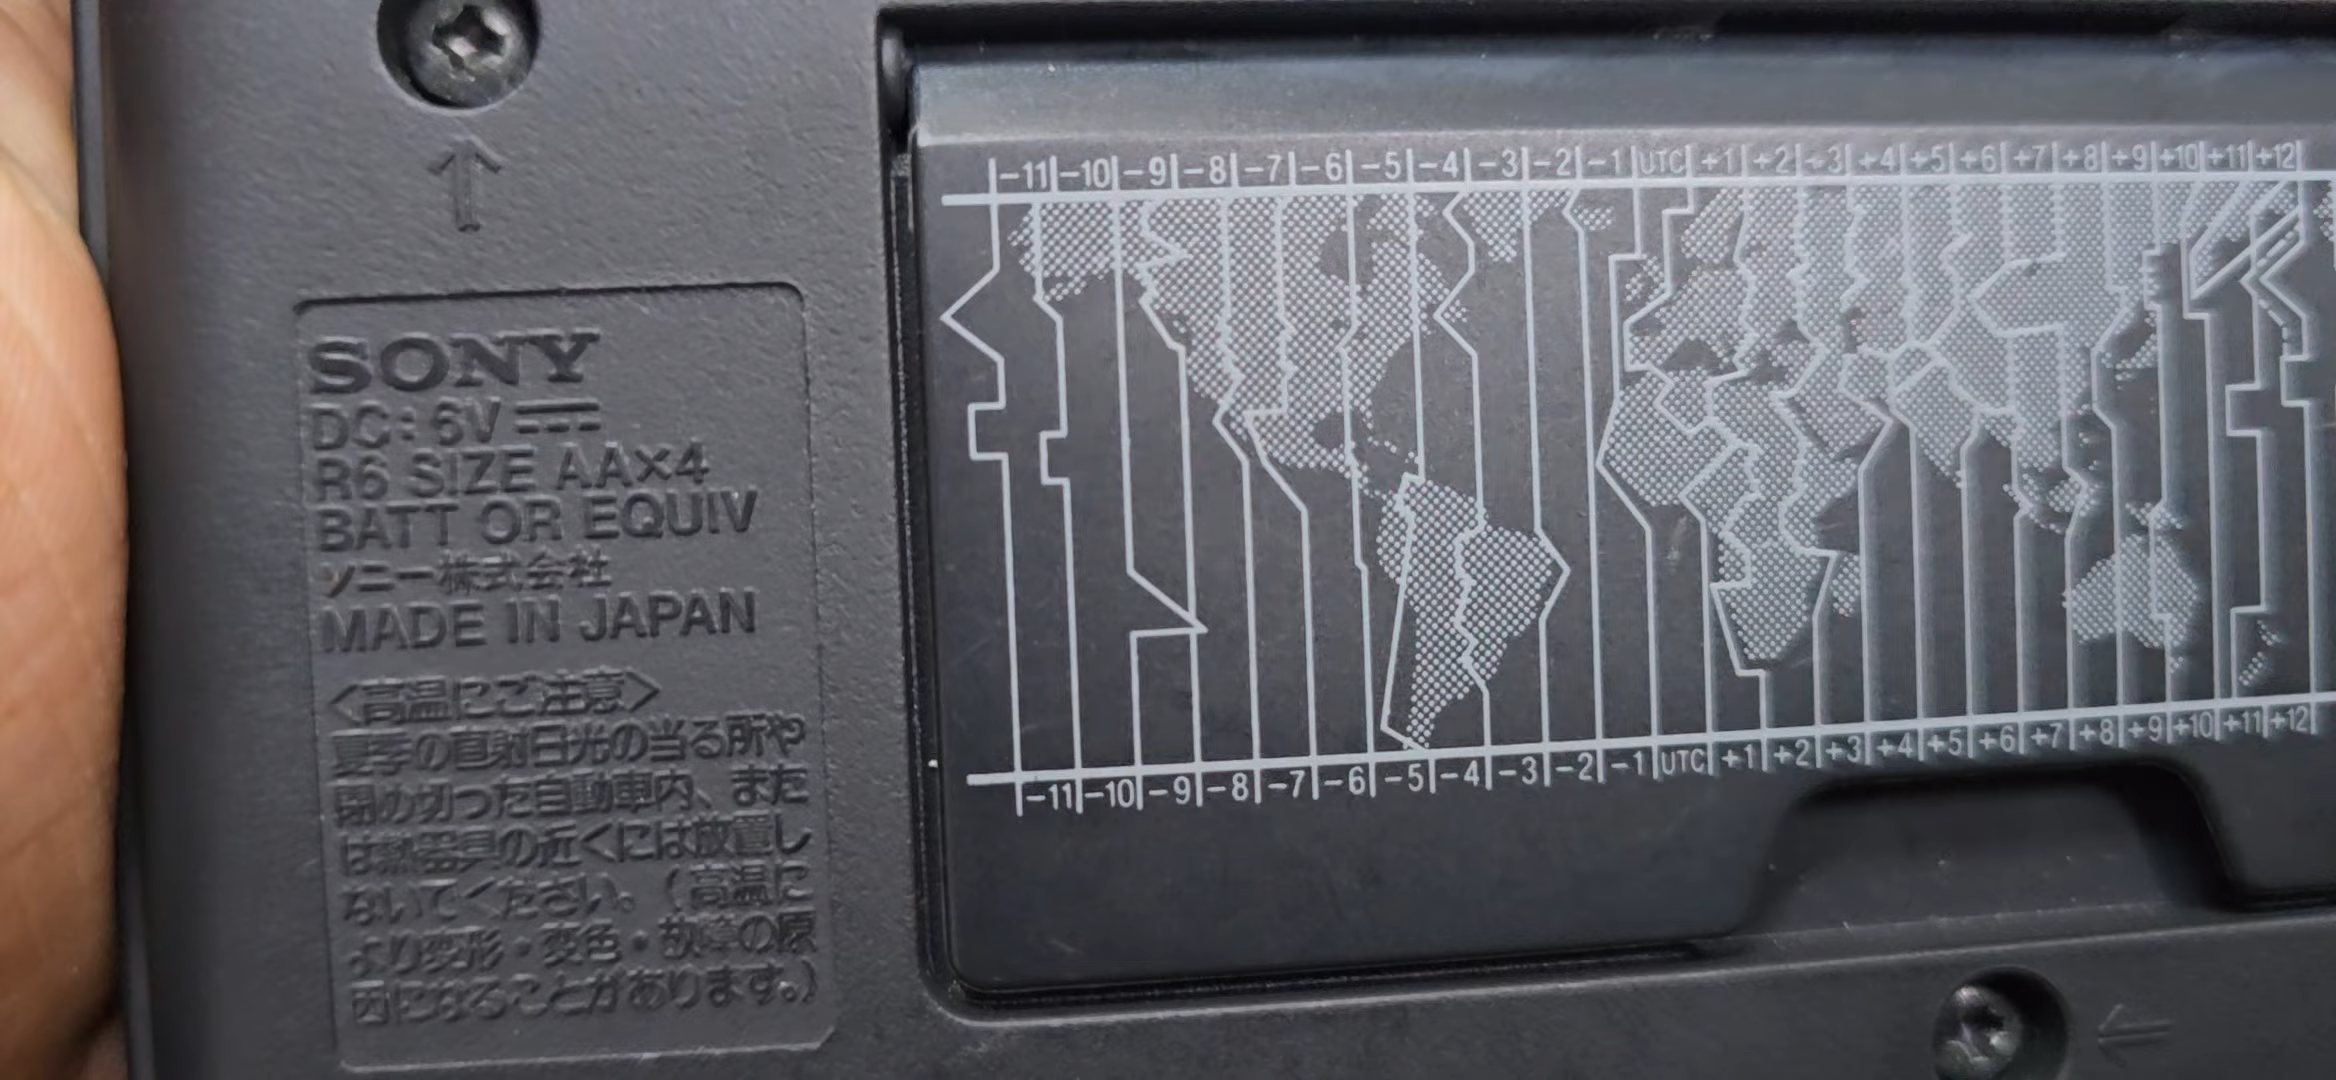 SONY
DC: 6V
R6 SIZE AA×4
BATT OR EQUIV
ソニー株式会社
MADE IN JAPAN
〈高温にご注意〉
夏季の直射日光の当る所や
閉め切った自動車内、また
は熱器具の近くには放置し
ないでください。(高温に
より変形・変色・故障の原
因になることがあります。)
-11 -10 -9 -8 -7 -6 -5 -4 -3 -2 -1 UTC +1 +2 +3 +4 +5 +6 +7 +8 +9 +10 +11 +12
-11 -10 -9 -8 -7 -6 -5 -4 -3 -2 -1 UTC +1 +2 +3 +4 +5 +6 +7 +8 +9 +10 +11 +12